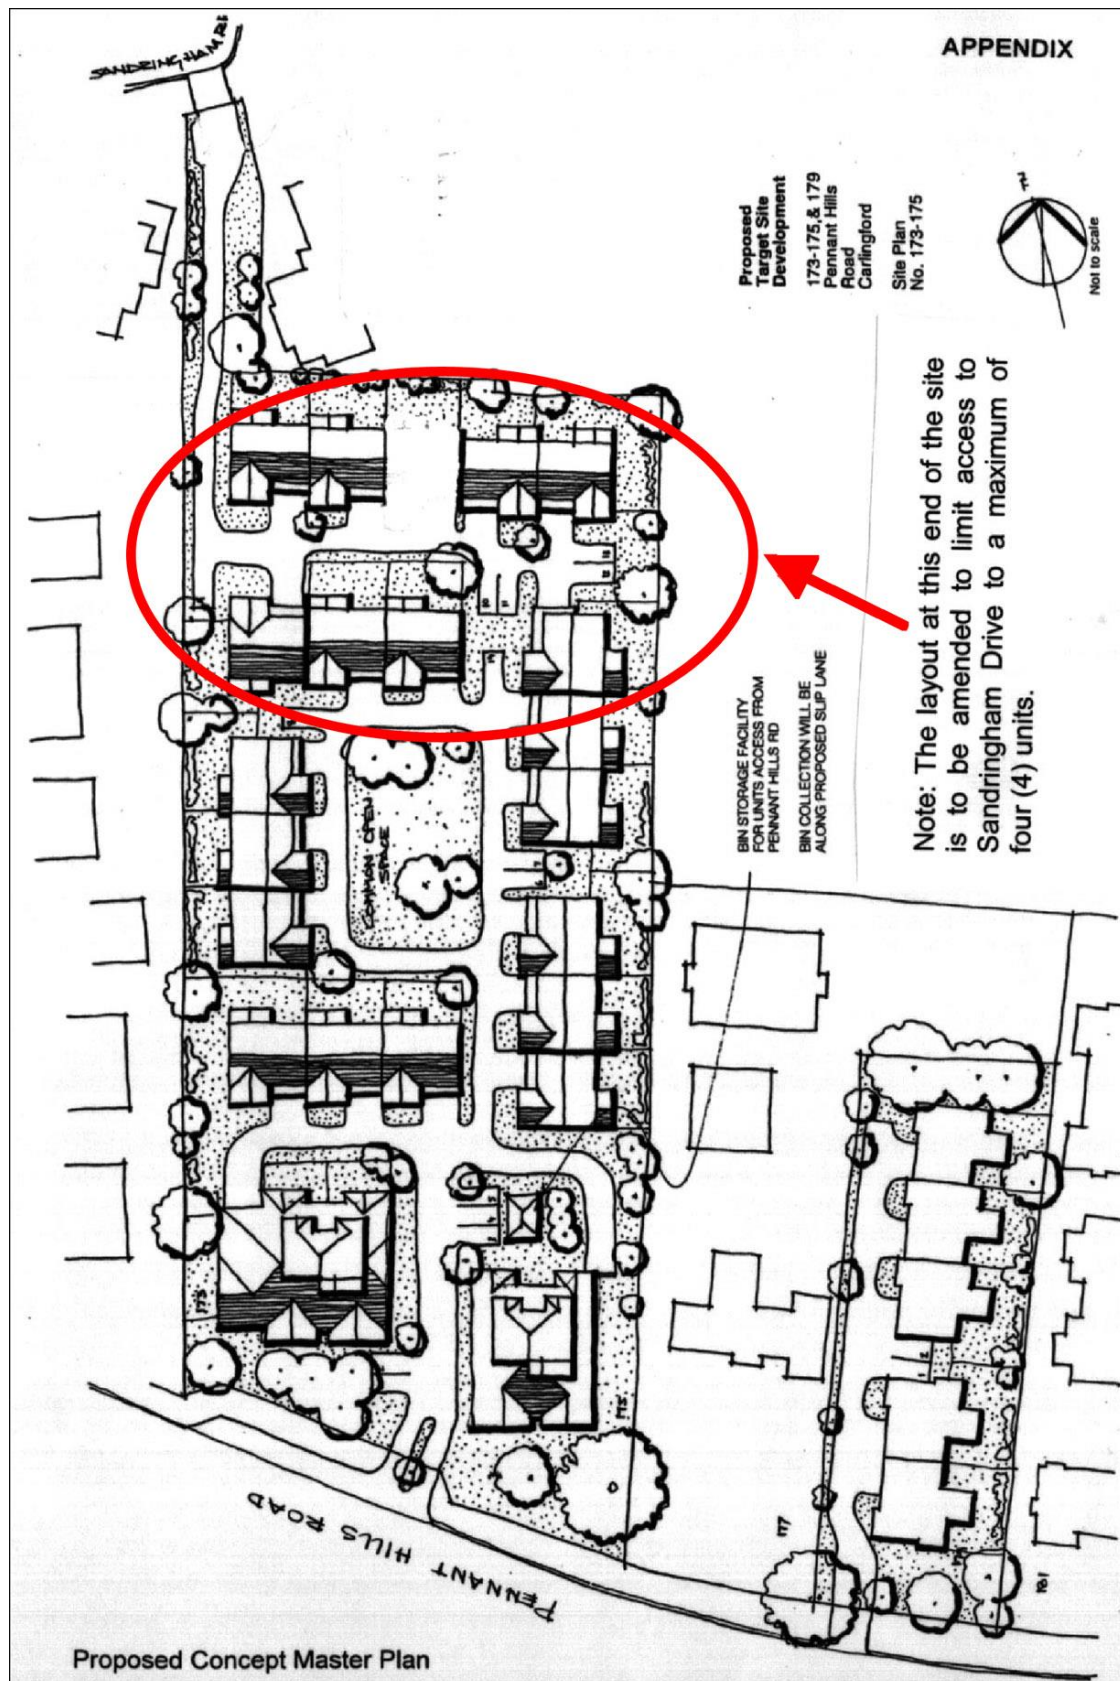 APPENDIX
SANDRINGHAM
Proposed
Target Site
Development
173-175,& 179
Pennant Hills
Road
Carlingford
Site Plan
No. 173-175
Not to scale
Note: The layout at this end of the site
is to be amended to limit access to
Sandringham Drive to a maximum of
four (4) units.
BIN STORAGE FACILITY
FOR UNITS ACCESS FROM
PENNANT HILLS RD
BIN COLLECTION WILL BE
ALONG PROPOSED SLIP LANE
COMMON OPEN
SPACE
173
177
181
PENNANT HILLS ROAD
Proposed Concept Master Plan